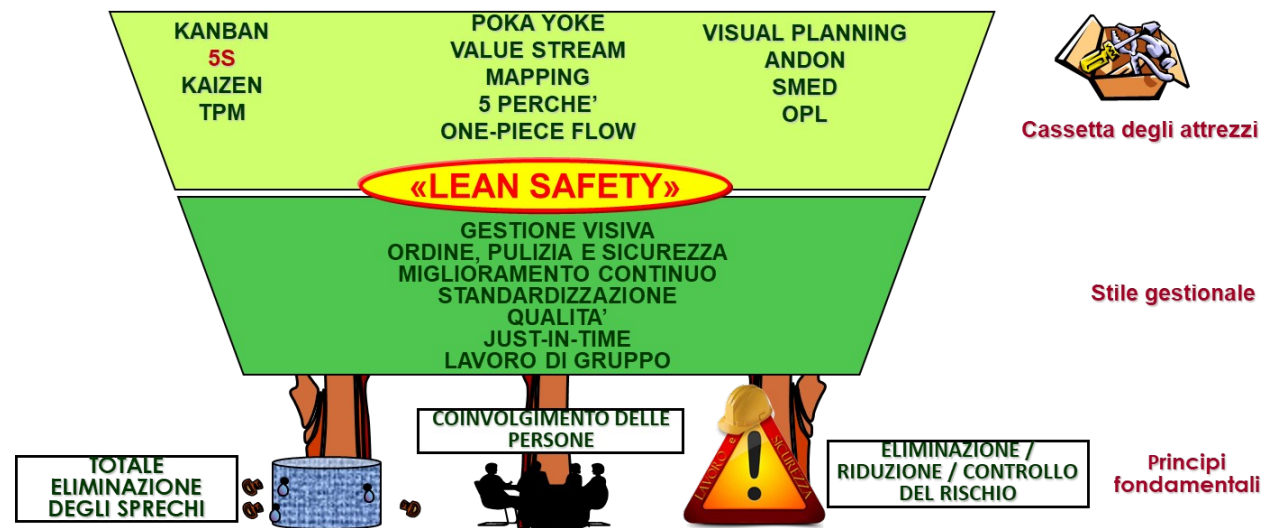 KANBAN
5S
KAIZEN
TPM
POKA YOKE
VALUE STREAM
MAPPING
5 PERCHE’
ONE-PIECE FLOW
VISUAL PLANNING
ANDON
SMED
OPL
Cassetta degli attrezzi
«LEAN SAFETY»
GESTIONE VISIVA
ORDINE, PULIZIA E SICUREZZA
MIGLIORAMENTO CONTINUO
STANDARDIZZAZIONE
QUALITA’
JUST-IN-TIME
LAVORO DI GRUPPO
Stile gestionale
TOTALE
ELIMINAZIONE
DEGLI SPRECHI
COINVOLGIMENTO DELLE
PERSONE
LAVORO e SICUREZZA
ELIMINAZIONE /
RIDUZIONE / CONTROLLO
DEL RISCHIO
Principi
fondamentali